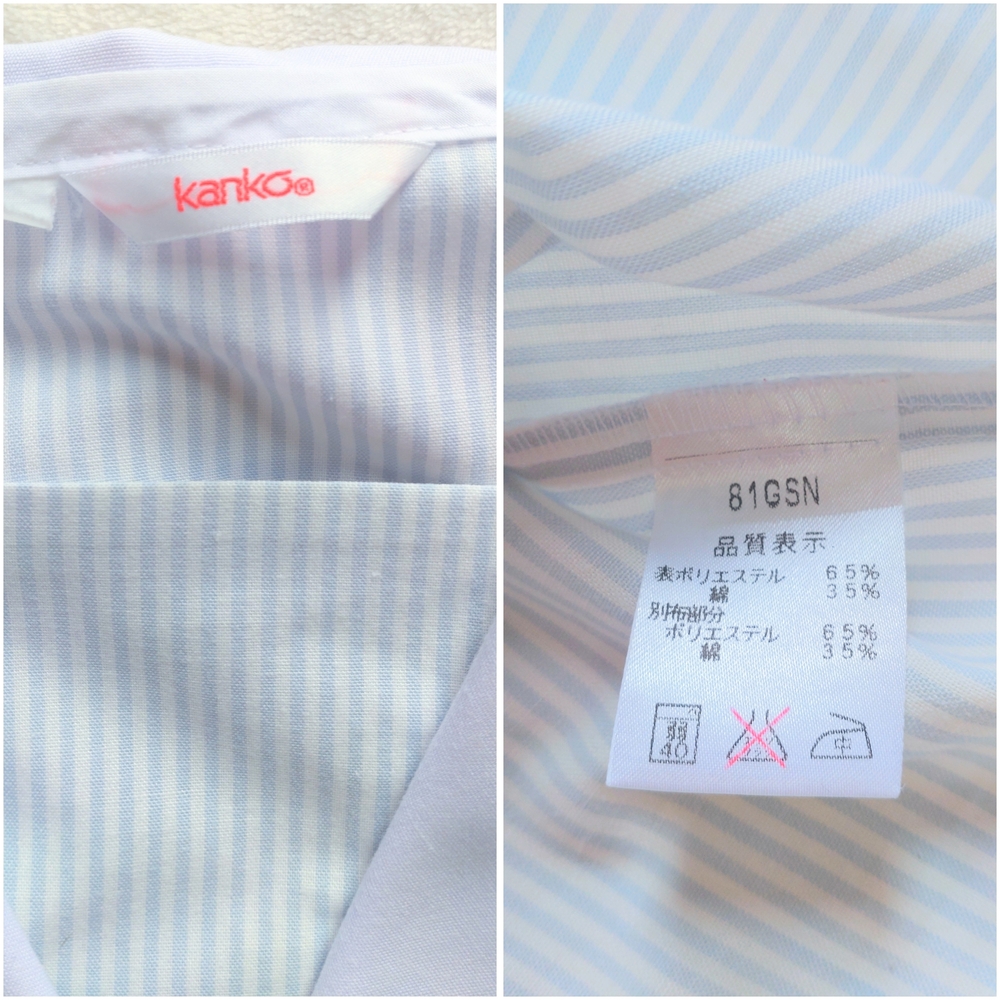 kanko®
81GSN
品質表示
表ポリエステル 65%
綿 35%
別布部分
ポリエステル 65%
綿 35%
弱
40
中